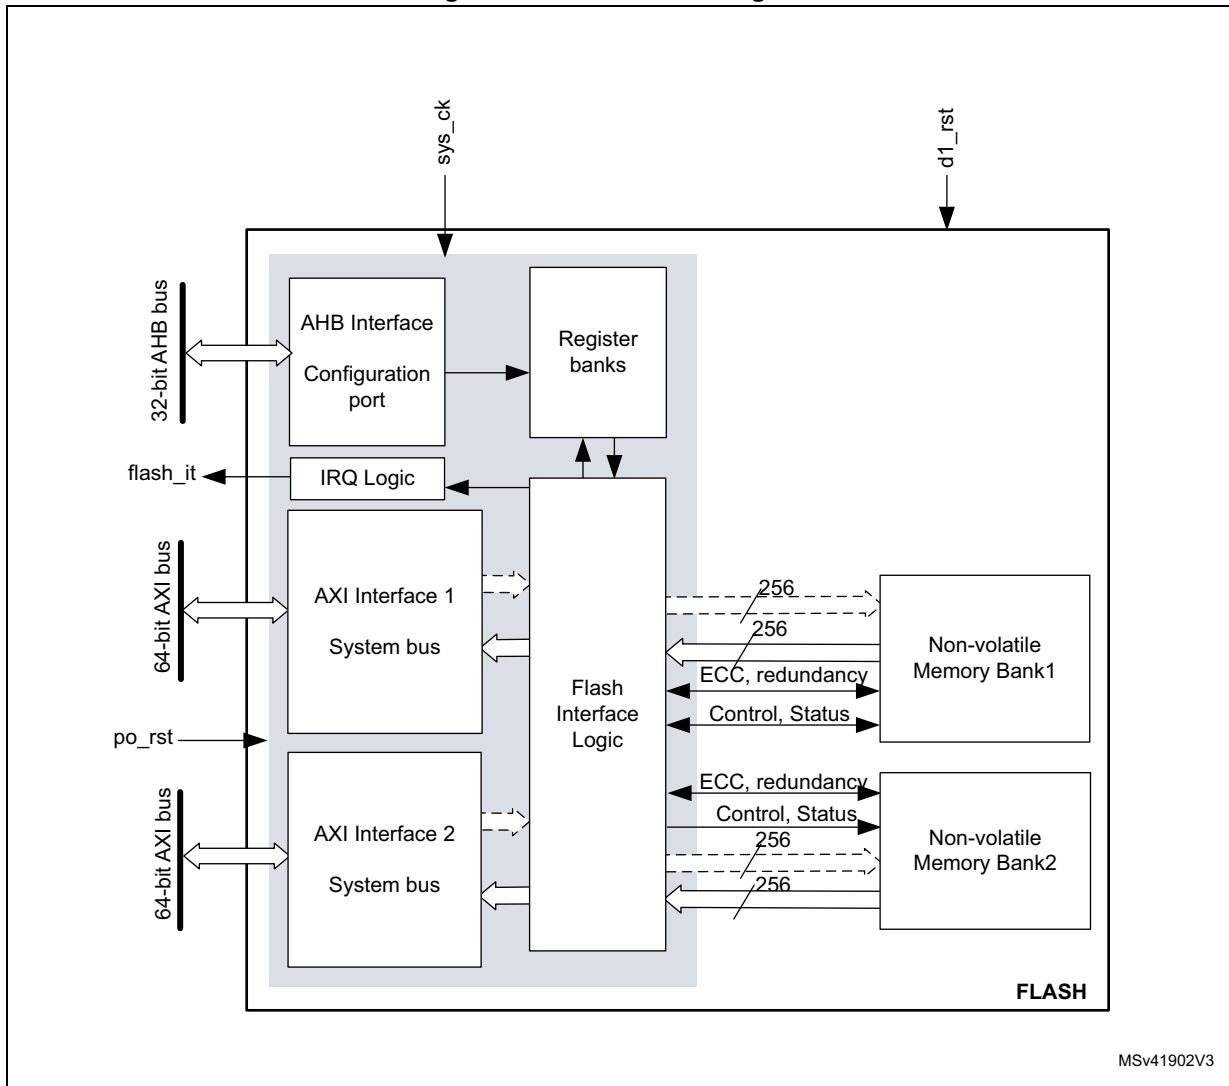 sys_ck
d1_rst
32-bit AHB bus
AHB Interface
Configuration
port
Register
banks
flash_it
IRQ Logic
64-bit AXI bus
AXI Interface 1
System bus
Flash
Interface
Logic
256
256
ECC, redundancy
Control, Status
Non-volatile
Memory Bank1
po_rst
64-bit AXI bus
AXI Interface 2
System bus
ECC, redundancy
Control, Status
256
256
Non-volatile
Memory Bank2
FLASH
MSv41902V3